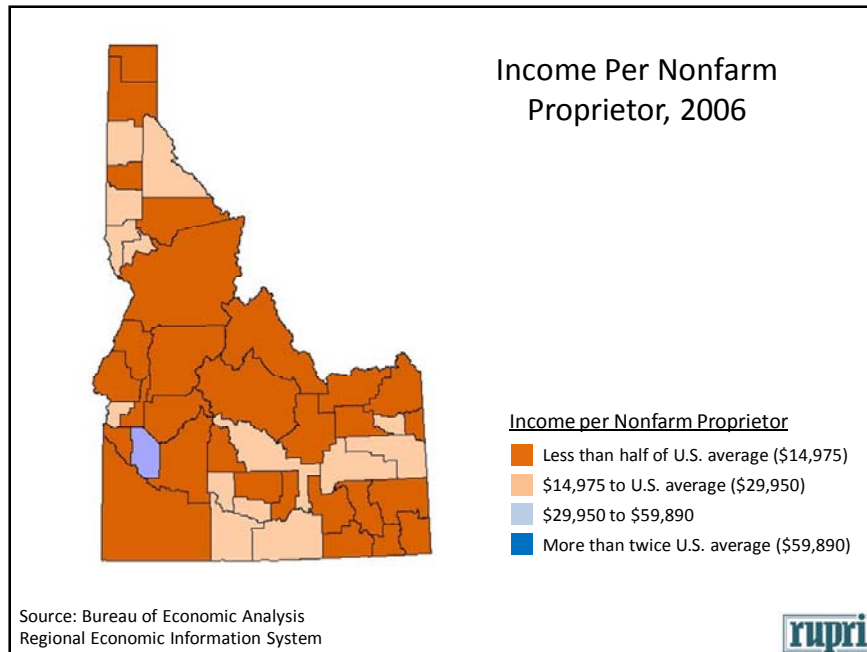 Income Per Nonfarm
Proprietor, 2006
Income per Nonfarm Proprietor
Less than half of U.S. average ($14,975)
$14,975 to U.S. average ($29,950)
$29,950 to $59,890
More than twice U.S. average ($59,890)
Source: Bureau of Economic Analysis
Regional Economic Information System
rupri